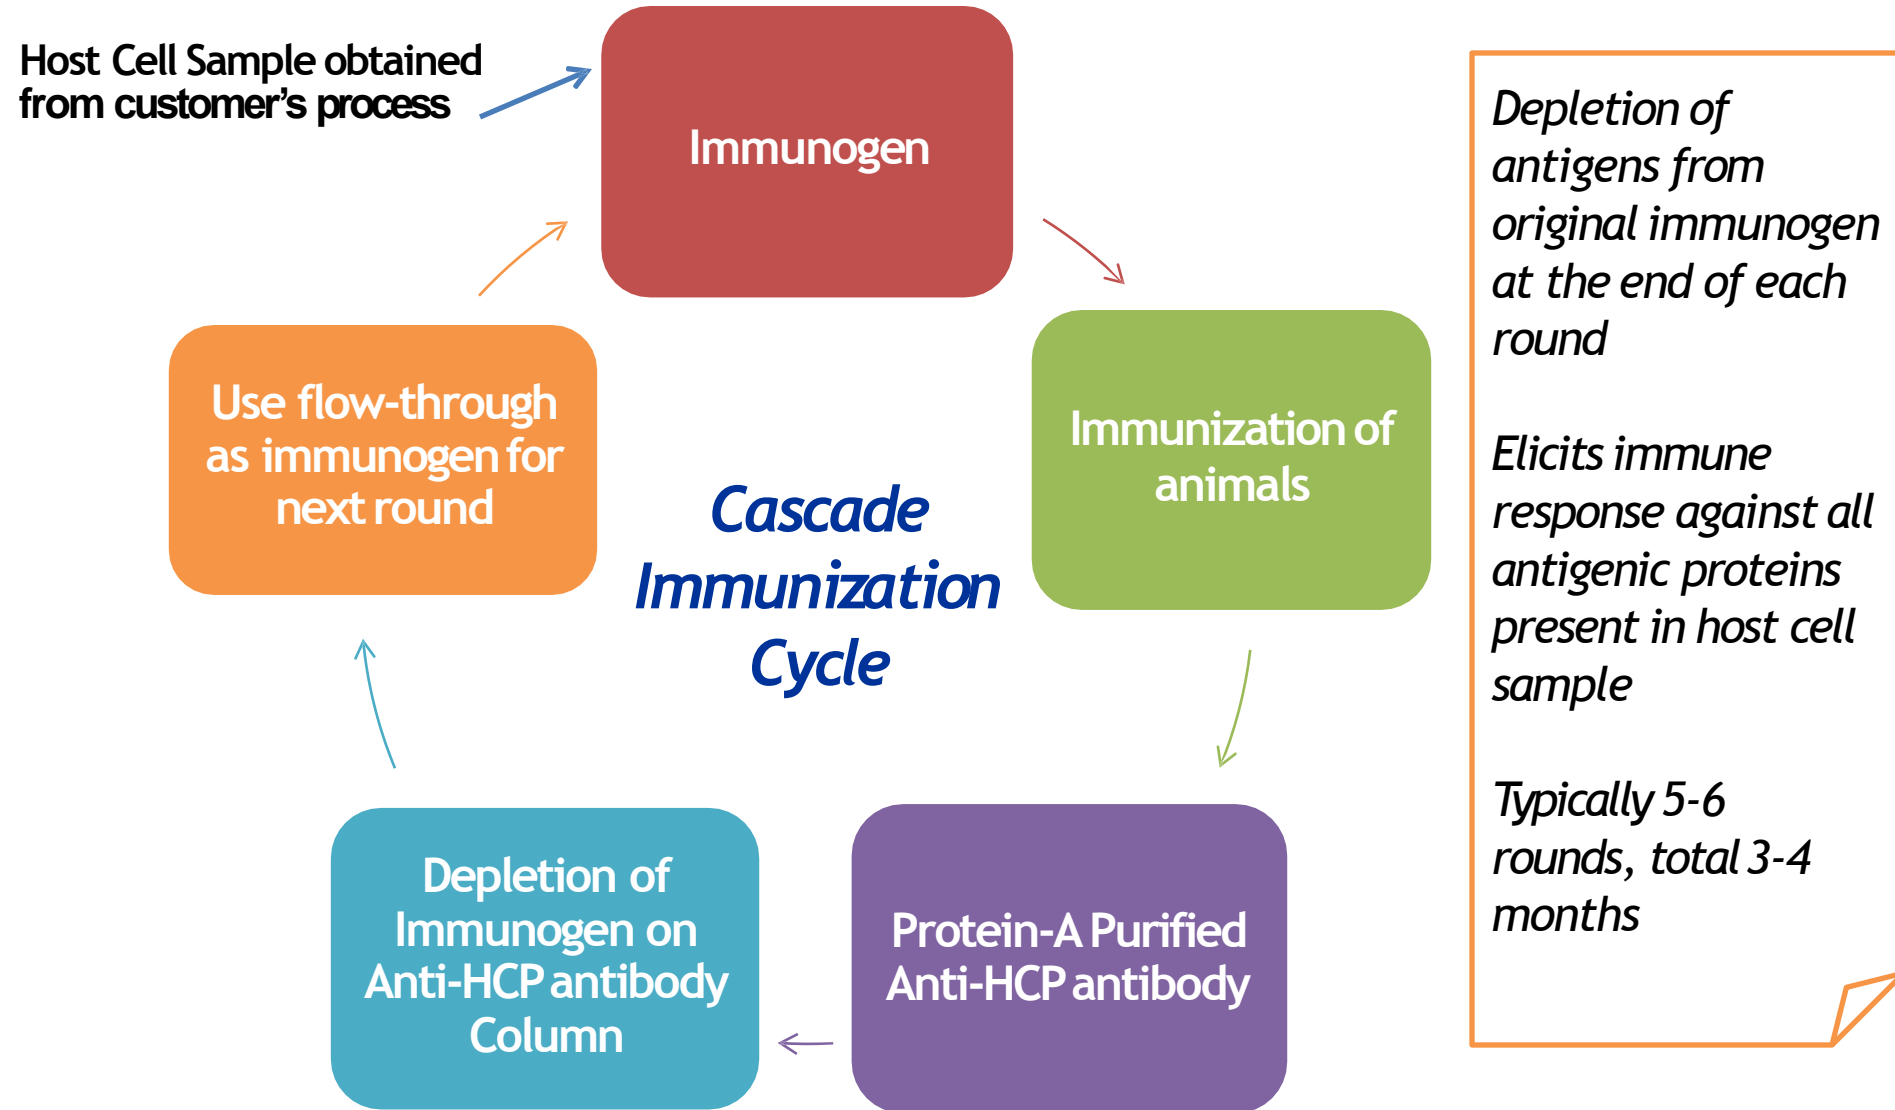 Host Cell Sample obtained
from customer's process
Immunogen
Immunization of
animals
Protein-A Purified
Anti-HCP antibody
Depletion of
Immunogen on
Anti-HCP antibody
Column
Use flow-through
as immunogen for
next round
Cascade
Immunization
Cycle
Depletion of
antigens from
original immunogen
at the end of each
round
Elicits immune
response against all
antigenic proteins
present in host cell
sample
Typically 5-6
rounds, total 3-4
months